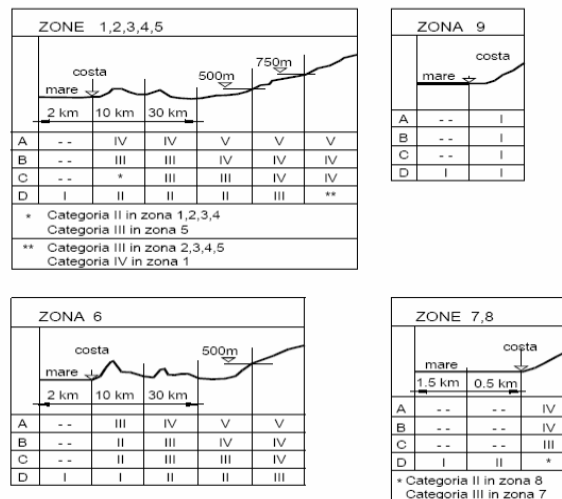 ZONE 1,2,3,4,5
costa
mare
500m
750m
2 km 10 km 30 km
A -- IV IV V V V
B -- III III IV IV IV
C -- * III III IV IV
D I II II II III **
* Categoria II in zona 1,2,3,4
Categoria III in zona 5
** Categoria III in zona 2,3,4,5
Categoria IV in zona 1
ZONA 9
costa
mare
A -- I
B -- I
C -- I
D I I
ZONA 6
costa
mare
500m
2 km 10 km 30 km
A -- III IV V V
B -- II III IV IV
C -- II III III IV
D I I II II III
ZONE 7,8
costa
mare
1.5 km 0.5 km
A -- -- IV
B -- -- IV
C -- -- III
D I II *
* Categoria II in zona 8
Categoria III in zona 7